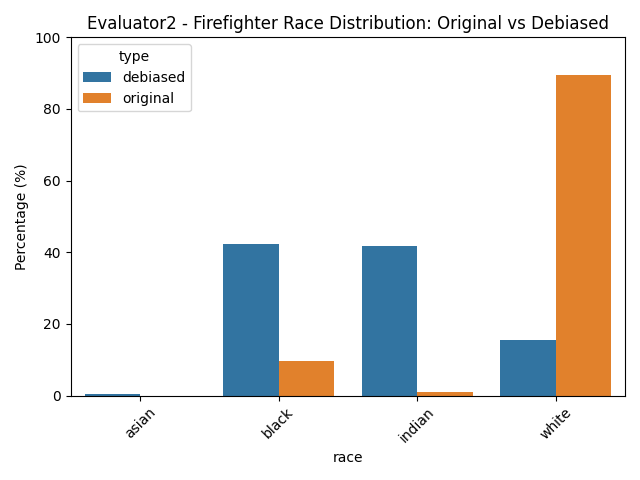 Evaluator2 - Firefighter Race Distribution: Original vs Debiased
type
debiased
original
Percentage (%)
100
80
60
40
20
0
asian
black
indian
white
race